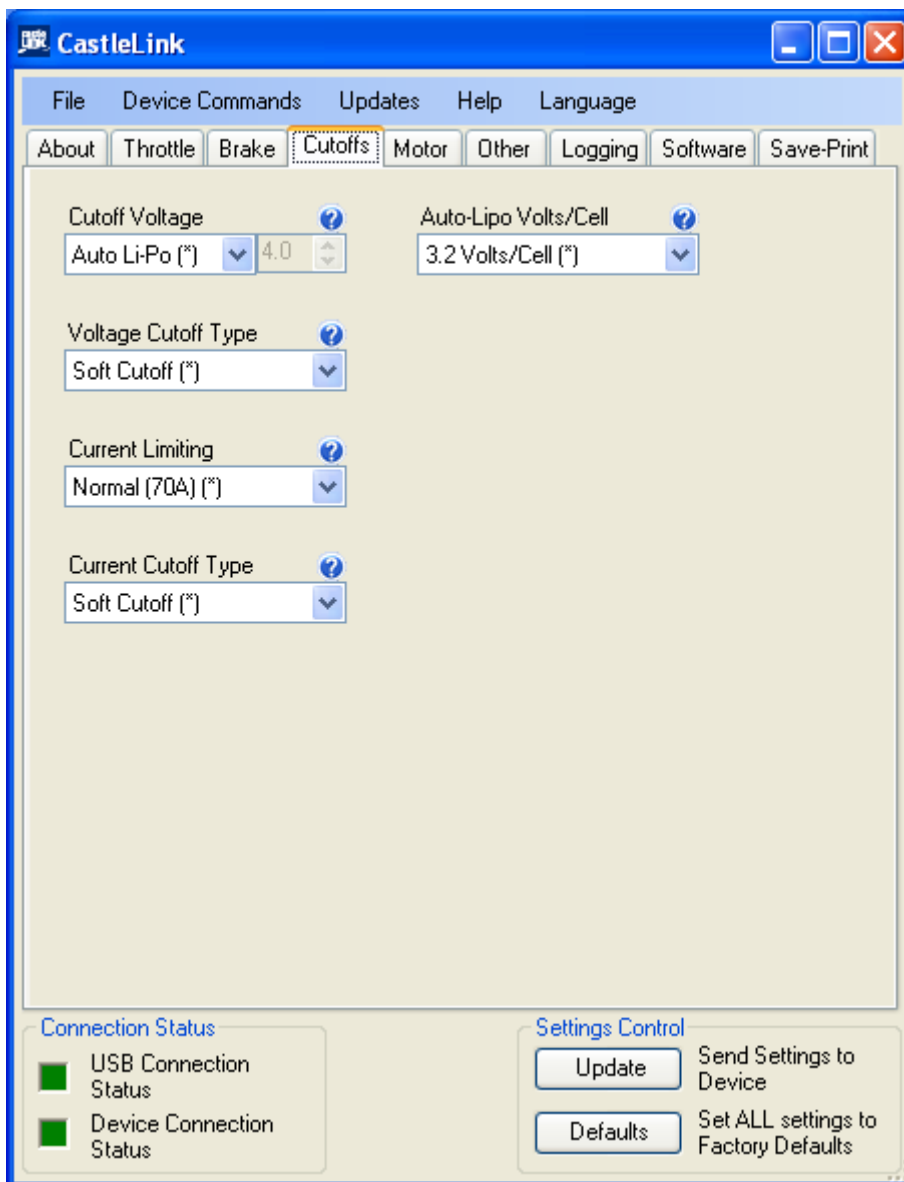 CastleLink
File Device Commands Updates Help Language
About Throttle Brake Cutoffs Motor Other Logging Software Save-Print
Cutoff Voltage Auto-Lipo Volts/Cell
Auto Li-Po (*) 4.0 3.2 Volts/Cell (*)
Voltage Cutoff Type
Soft Cutoff (*)
Current Limiting
Normal (70A) (*)
Current Cutoff Type
Soft Cutoff (*)
Connection Status
USB Connection
Status
Device Connection
Status
Settings Control
Update
Send Settings to
Device
Defaults
Set ALL settings to
Factory Defaults